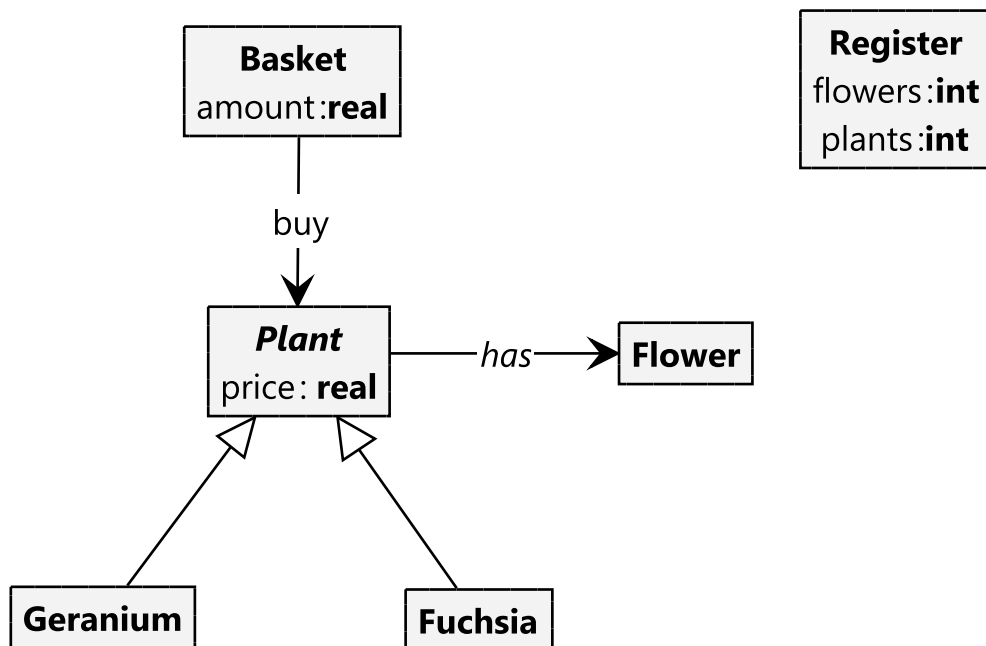 Basket
amount:real
Register
flowers:int
plants:int
buy
Plant
price: real
has
Flower
Geranium
Fuchsia